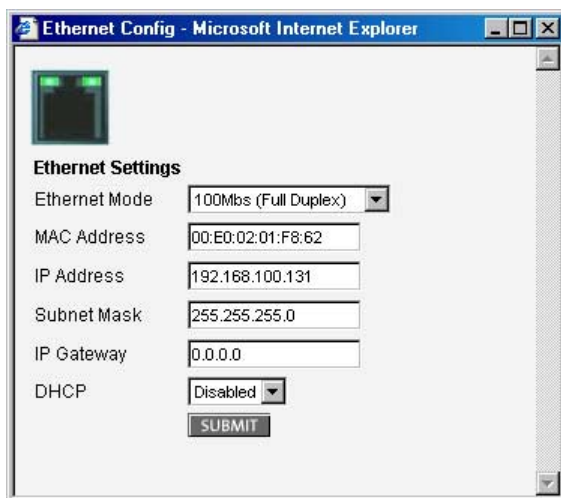 Ethernet Config - Microsoft Internet Explorer
Ethernet Settings
Ethernet Mode 100Mbs (Full Duplex)
MAC Address 00:E0:02:01:F8:62
IP Address 192.168.100.131
Subnet Mask 255.255.255.0
IP Gateway 0.0.0.0
DHCP Disabled
SUBMIT